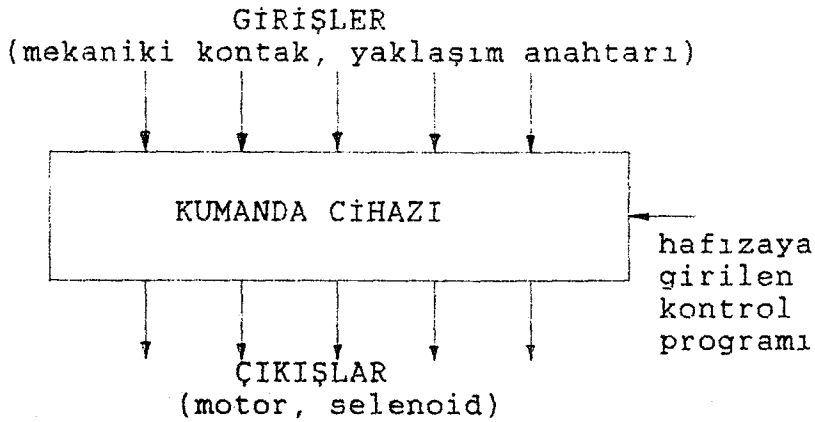 GİRİŞLER
(mekaniki kontak, yaklaşım anahtarı)
KUMANDA CİHAZI
hafızaya
girilen
kontrol
programı
ÇIKIŞLAR
(motor, selenoid)